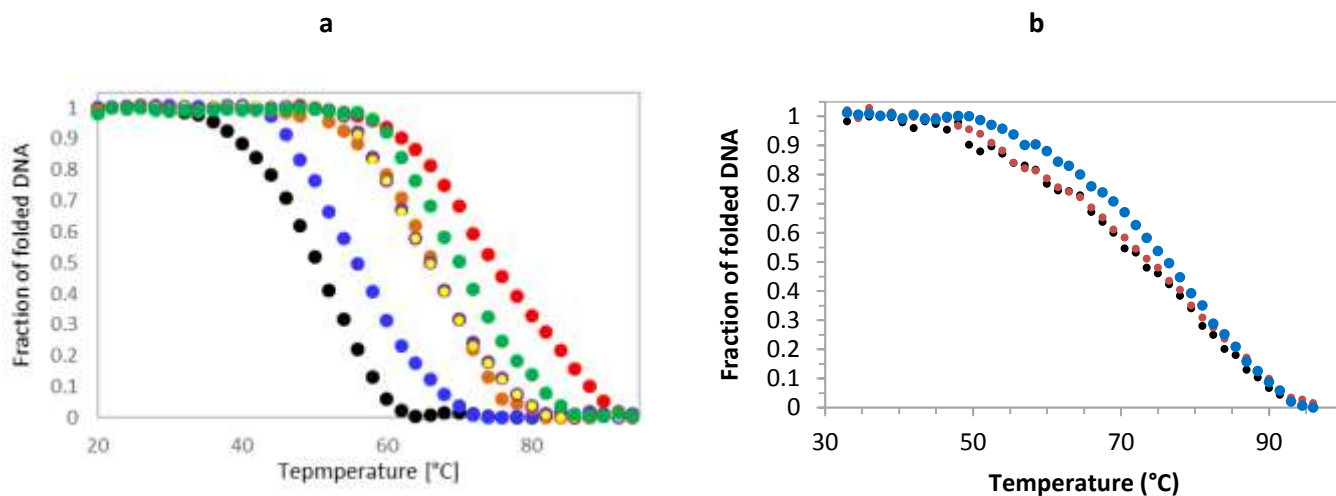 a
Fraction of folded DNA
1
0.9
0.8
0.7
0.6
0.5
0.4
0.3
0.2
0.1
0
20 40 60 80
Tepmperature [°C]
b
Fraction of folded DNA
1
0.9
0.8
0.7
0.6
0.5
0.4
0.3
0.2
0.1
0
30 50 70 90
Temperature (°C)